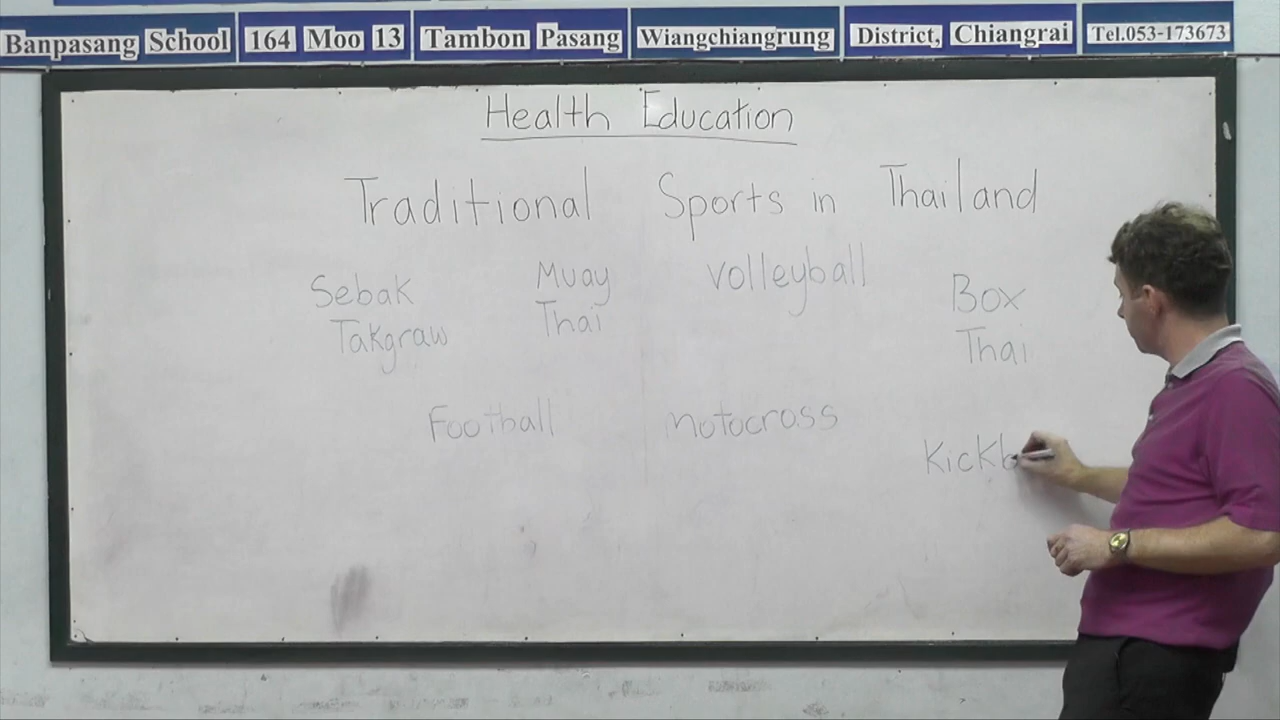 Banpasang School 164 Moo 13 Tambon Pasang Wiangchiangrung District, Chiangrai Tel.053-173673
Health Education
Traditional Sports in Thailand
Sebak Takgraw
Muay Thai
Volleyball
Box Thai
Football
motocross
Kickb